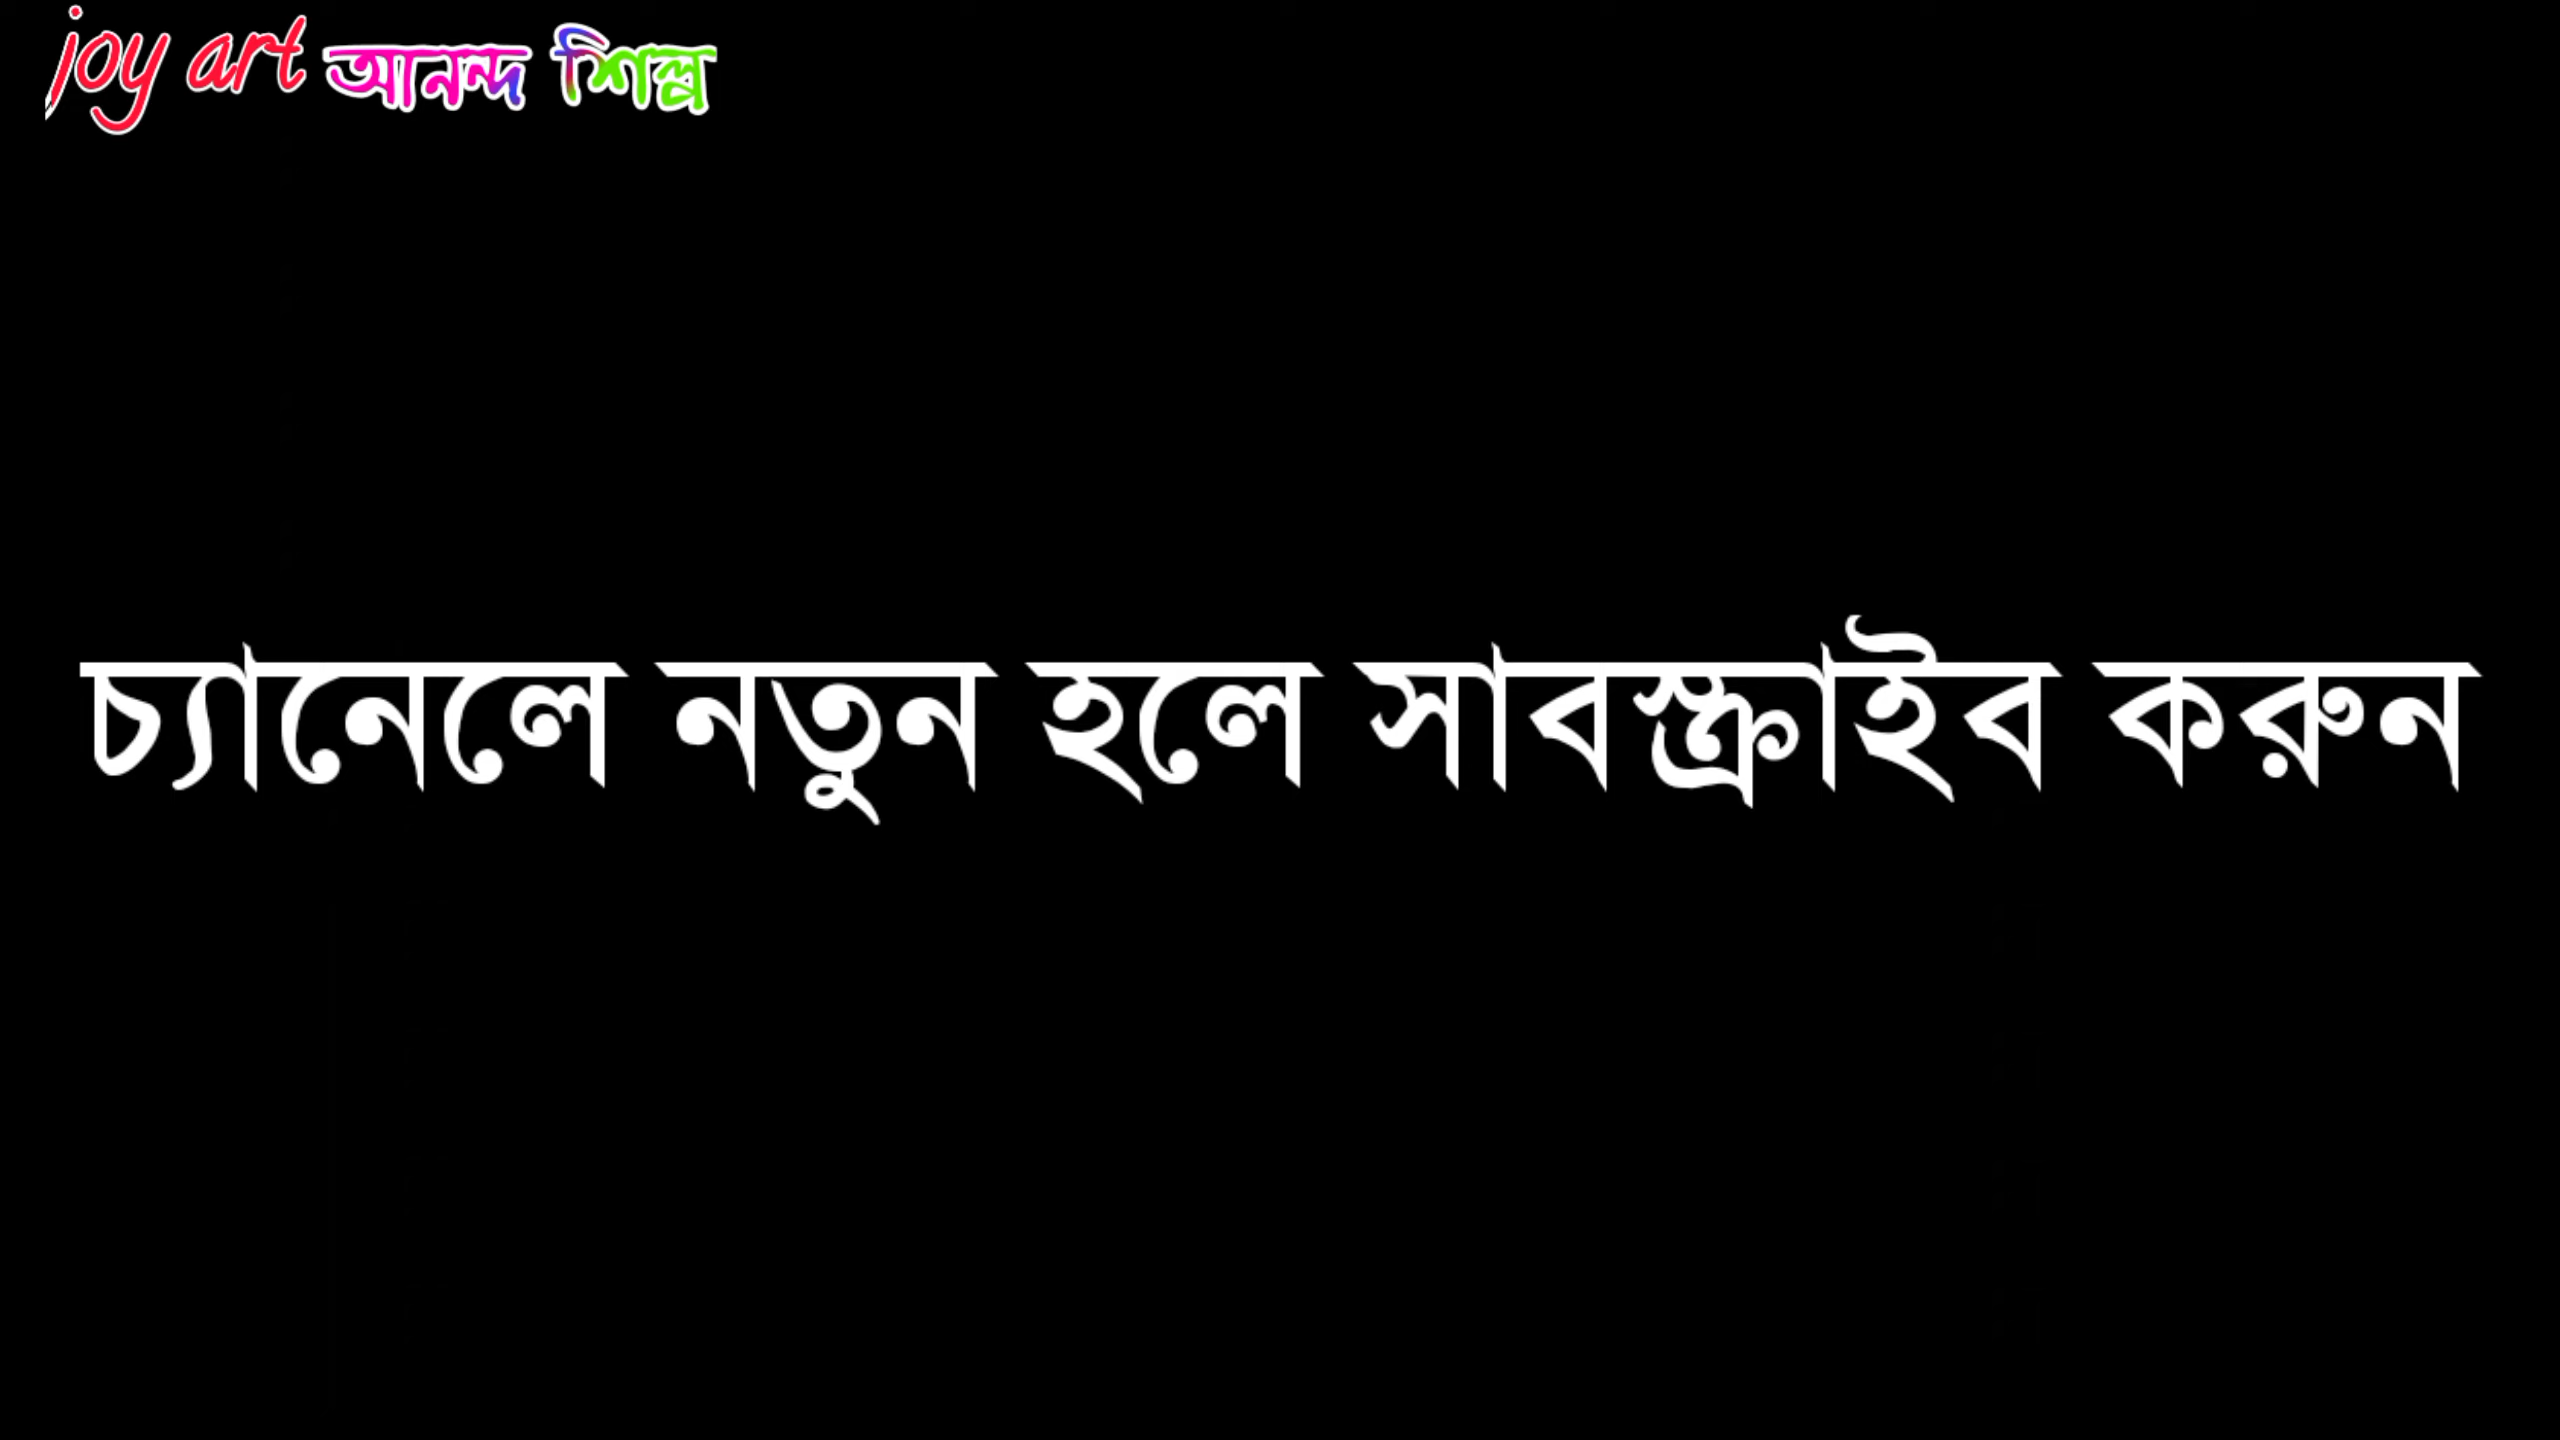 joy art আনন্দ শিল্প
চ্যানেলে নতুন হলে সাবস্ক্রাইব করুন